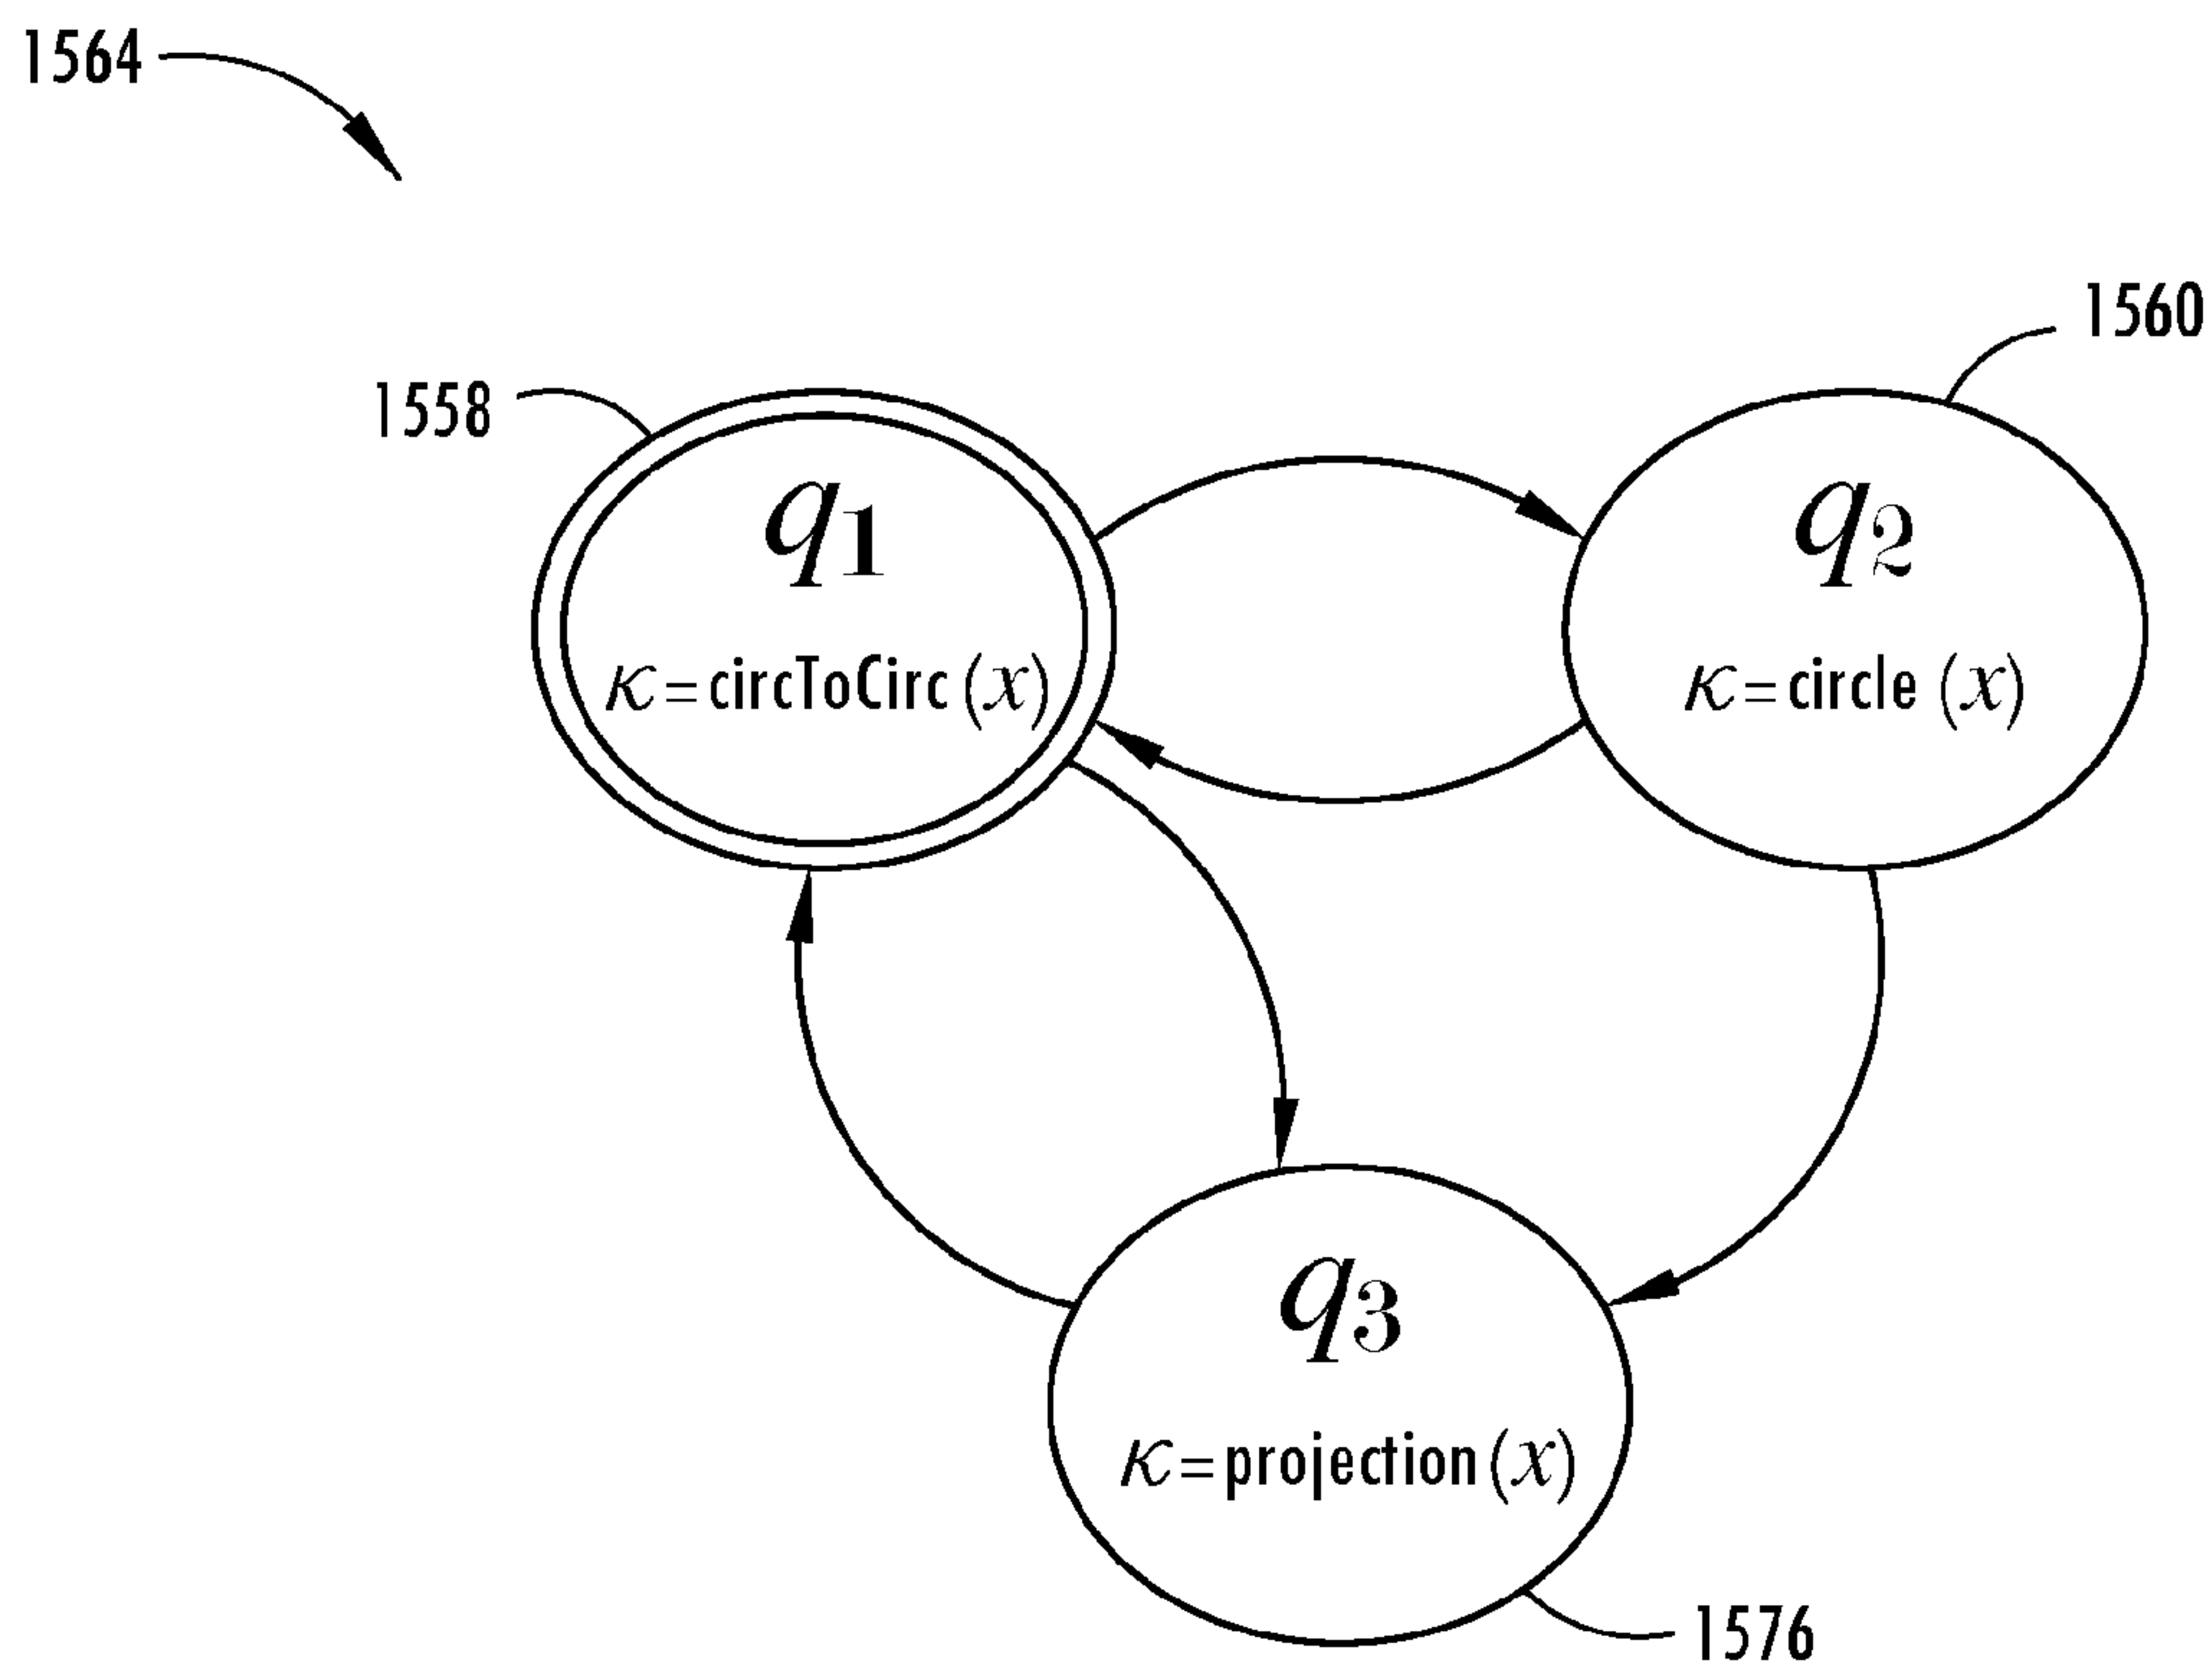 1564
1560
1558
q1
κ=circToCirc(x)
q2
κ=circle (x)
q3
κ=projection(x)
1576